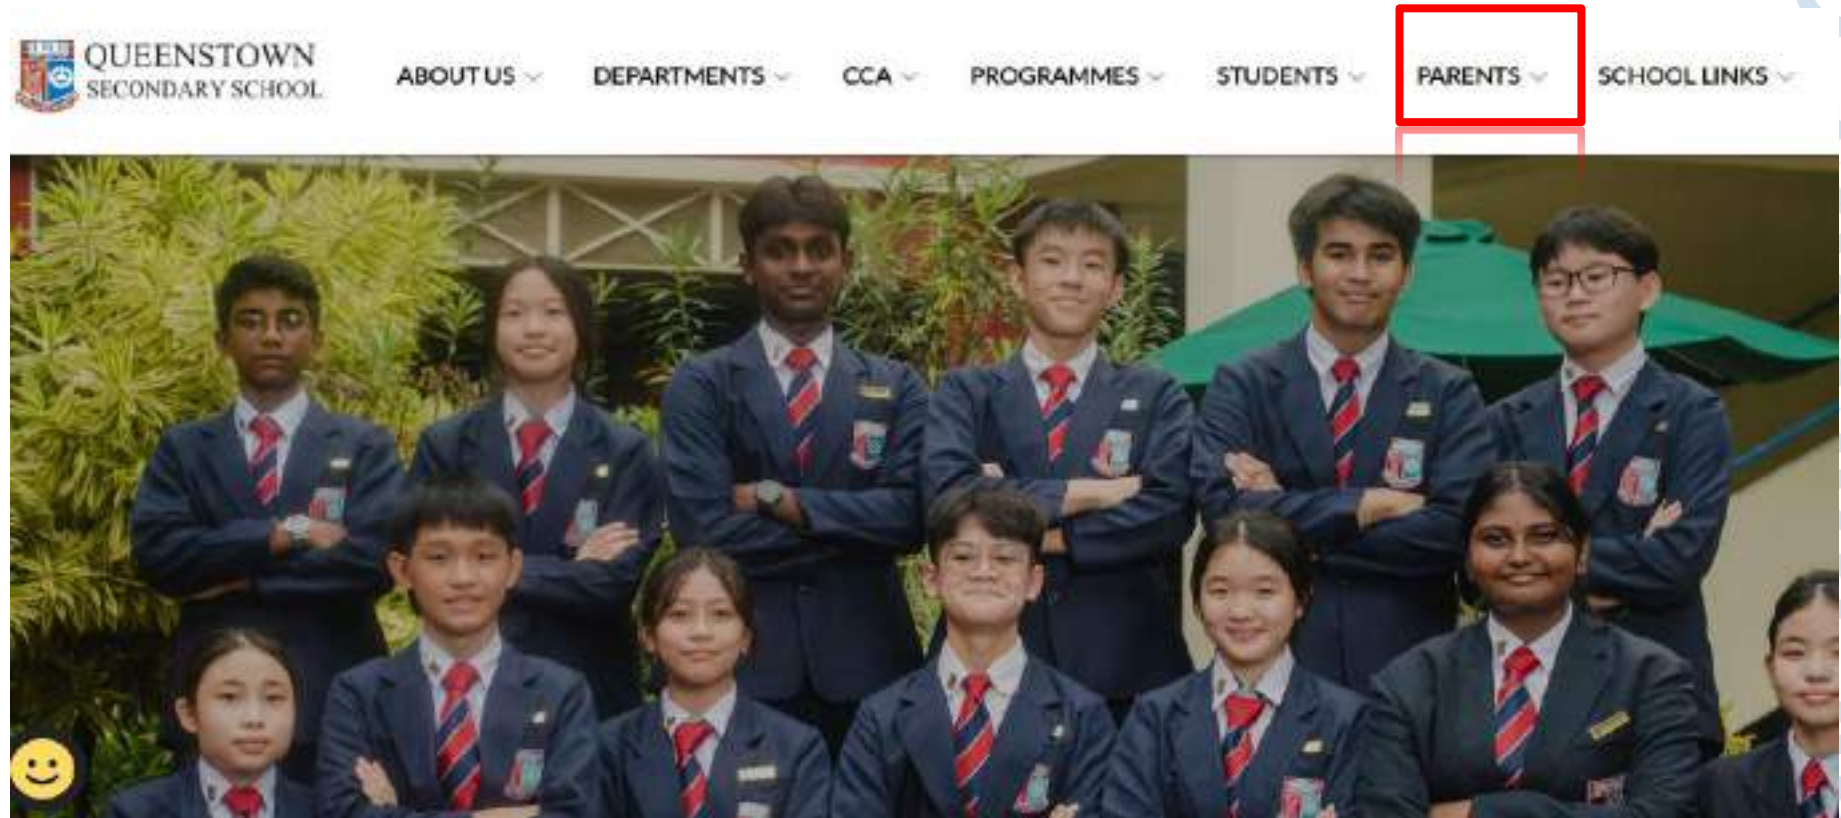 QUEENSTOWN
SECONDARY SCHOOL
ABOUT US
DEPARTMENTS
CCA
PROGRAMMES
STUDENTS
PARENTS
SCHOOL LINKS